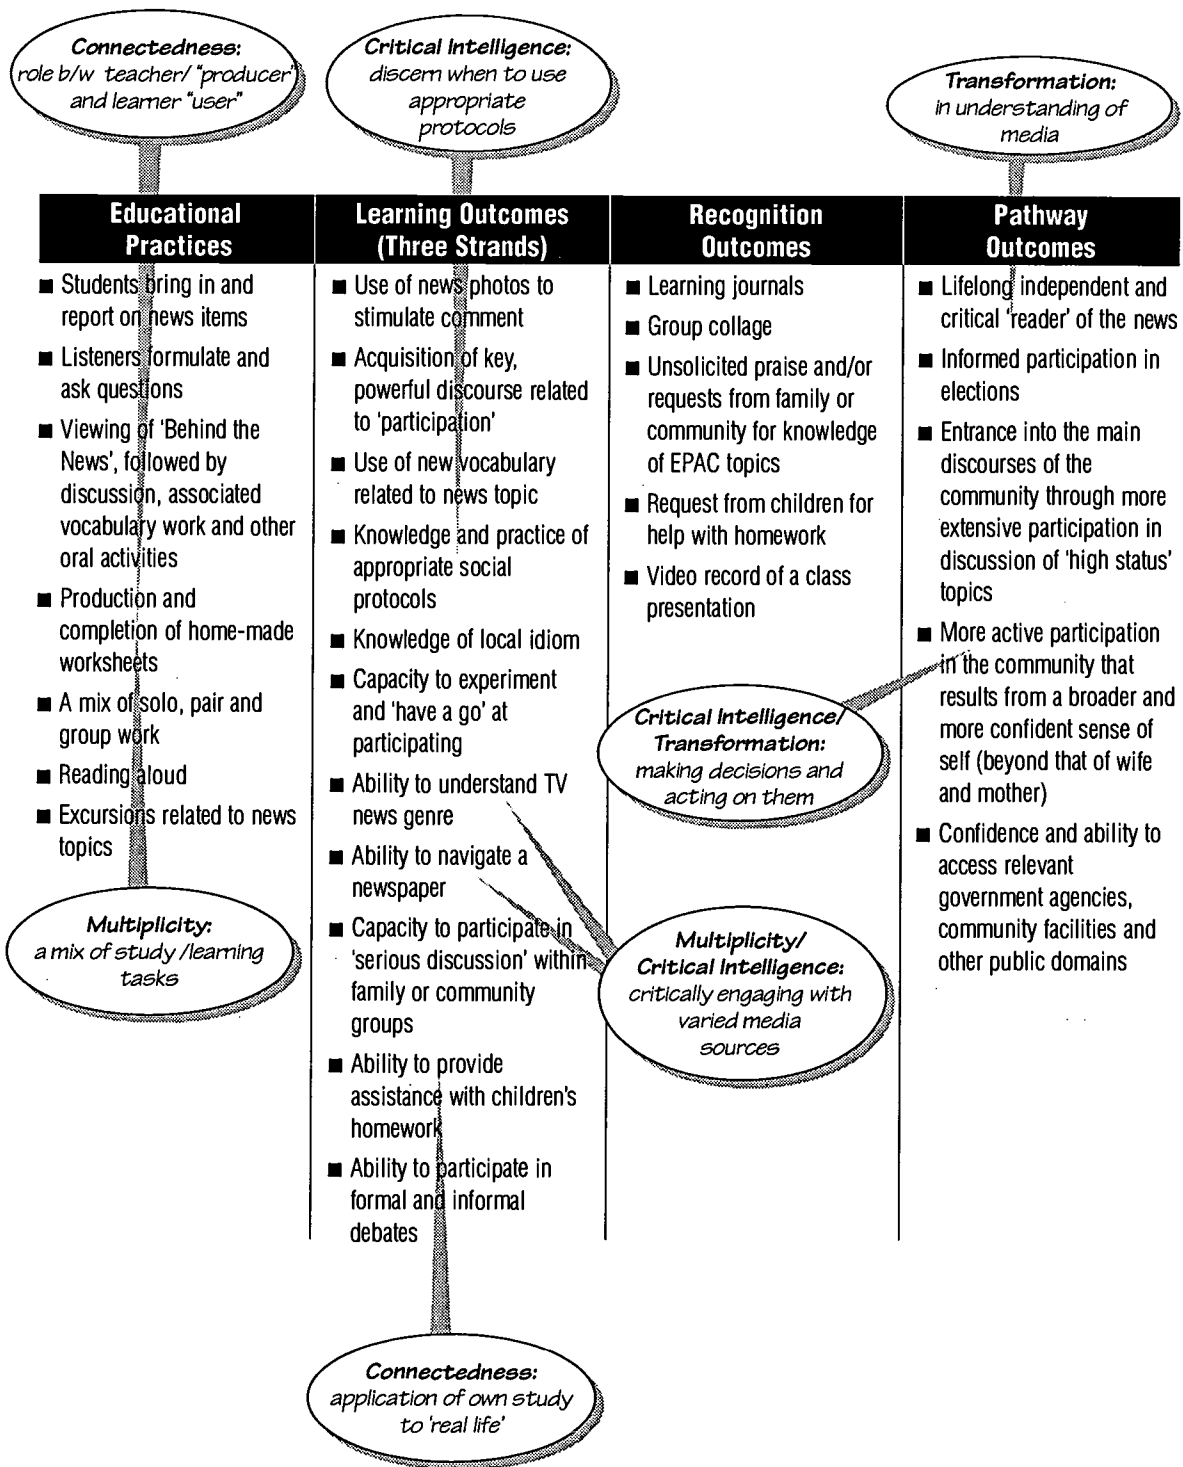 Connectedness:
role b/w teacher/ "producer"
and learner "user"
Critical Intelligence:
discern when to use
appropriate
protocols
Transformation:
in understanding of
media
Educational
Practices
■ Students bring in and
report on news items
■ Listeners formulate and
ask questions
■ Viewing of 'Behind the
News', followed by
discussion, associated
vocabulary work and other
oral activities
■ Production and
completion of home-made
worksheets
■ A mix of solo, pair and
group work
■ Reading aloud
■ Excursions related to news
topics
Multiplicity:
a mix of study/learning
tasks
Learning Outcomes
(Three Strands)
■ Use of news photos to
stimulate comment
■ Acquisition of key,
powerful discourse related
to 'participation'
■ Use of new vocabulary
related to news topic
■ Knowledge and practice of
appropriate social
protocols
■ Knowledge of local idiom
■ Capacity to experiment
and 'have a go' at
participating
■ Ability to understand TV
news genre
■ Ability to navigate a
newspaper
■ Capacity to participate in
'serious discussion' within
family or community
groups
■ Ability to provide
assistance with children's
homework
■ Ability to participate in
formal and informal
debates
Connectedness:
application of own study
to 'real life'
Recognition
Outcomes
■ Learning journals
■ Group collage
■ Unsolicited praise and/or
requests from family or
community for knowledge
of EPAC topics
■ Request from children for
help with homework
■ Video record of a class
presentation
Critical Intelligence/
Transformation:
making decisions and
acting on them
Multiplicity/
Critical Intelligence:
critically engaging with
varied media
sources
Pathway
Outcomes
■ Lifelong independent and
critical 'reader' of the news
■ Informed participation in
elections
■ Entrance into the main
discourses of the
community through more
extensive participation in
discussion of 'high status'
topics
■ More active participation
in the community that
results from a broader and
more confident sense of
self (beyond that of wife
and mother)
■ Confidence and ability to
access relevant
government agencies,
community facilities and
other public domains